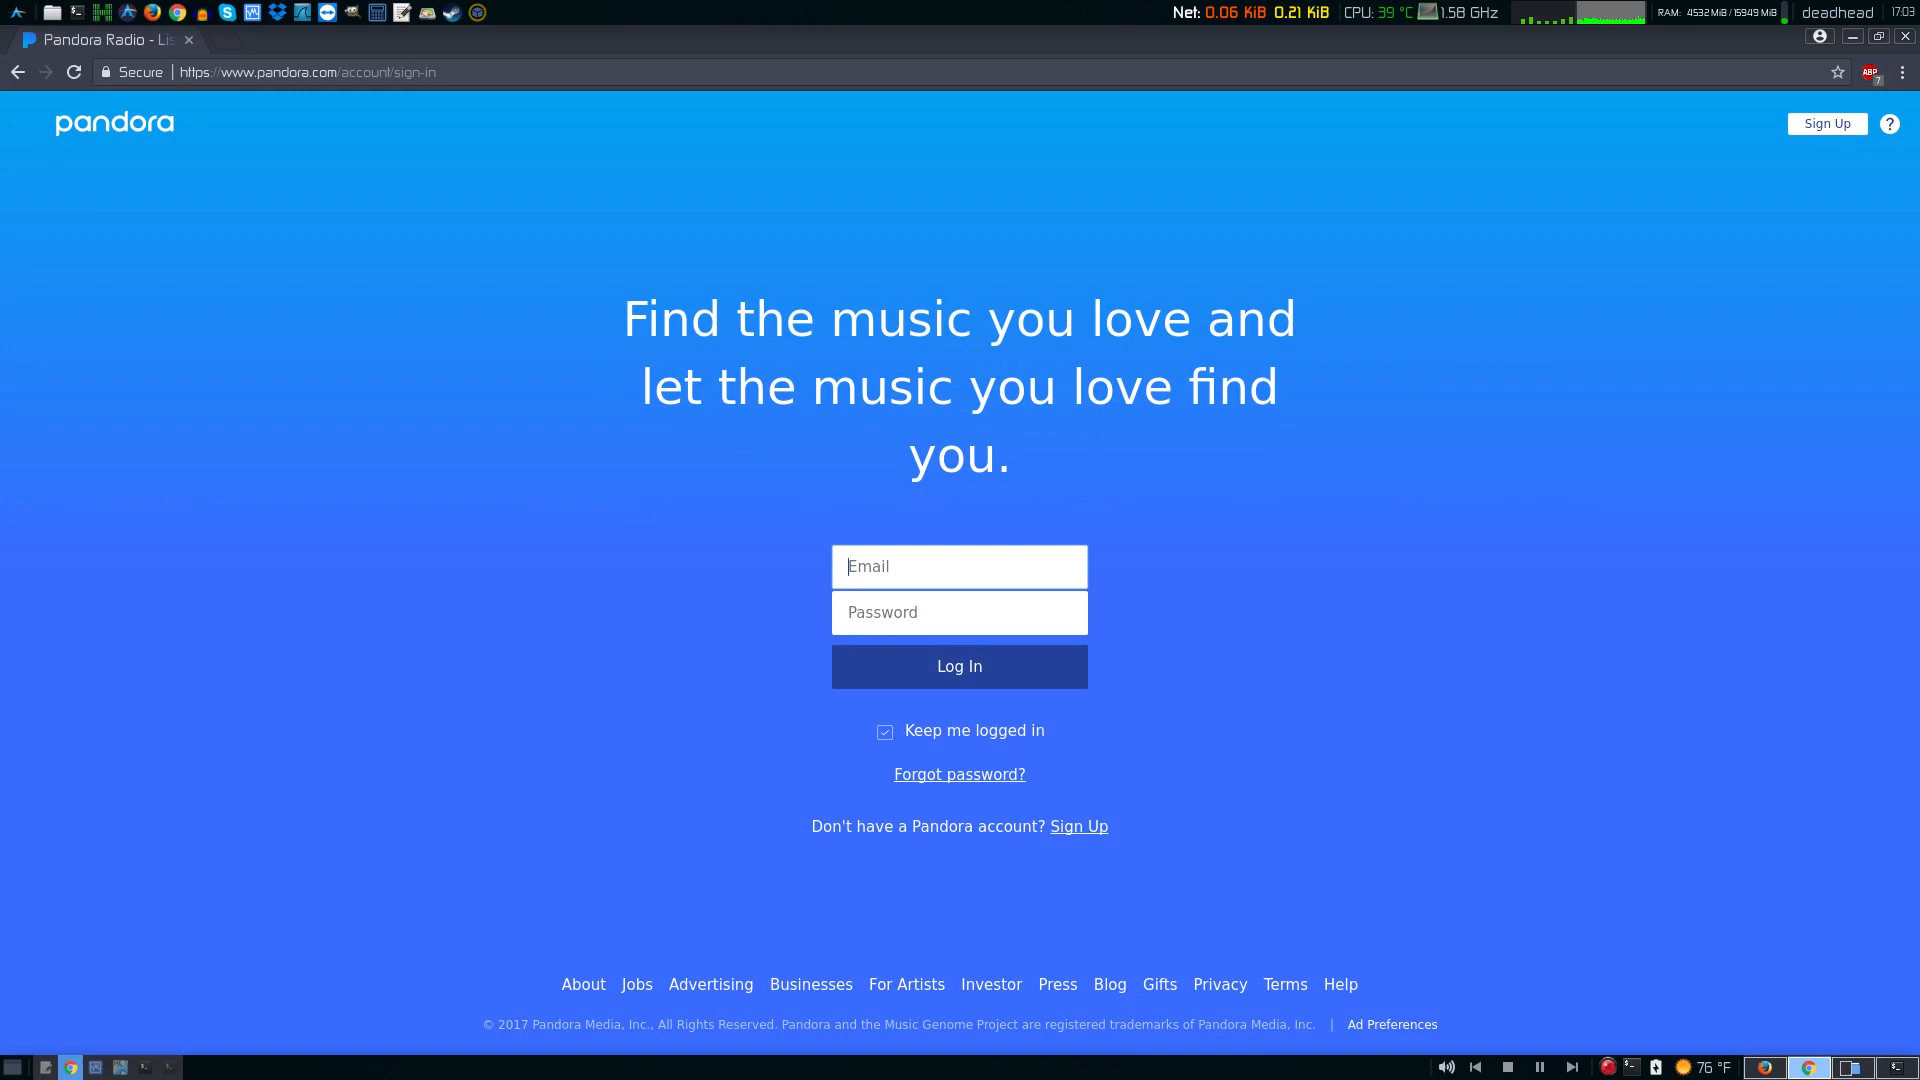 Net: 0.06 KiB 0.21 KiB CPU: 39 °C 1.58 GHz RAM: 4532 MiB / 15949 MiB deadhead 17:03
Pandora Radio - Lis
Secure https://www.pandora.com/account/sign-in ABP 7
pandora
Sign Up ?
Find the music you love and
let the music you love find
you.
Email
Password
Log In
Keep me logged in
Forgot password?
Don't have a Pandora account? Sign Up
About Jobs Advertising Businesses For Artists Investor Press Blog Gifts Privacy Terms Help
© 2017 Pandora Media, Inc., All Rights Reserved. Pandora and the Music Genome Project are registered trademarks of Pandora Media, Inc. | Ad Preferences
76 °F